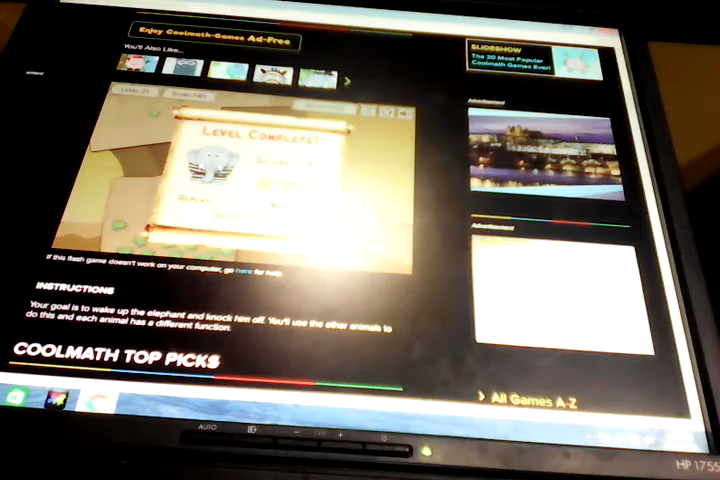 Enjoy Coolmath-Games Ad-Free
You'll Also Like...
SLIDESHOW
The 20 Most Popular
Coolmath Games Ever!
Advertisement
LEVEL COMPLETE!
Advertisement
If this flash game doesn't work on your computer, go here for help.
INSTRUCTIONS
Your goal is to wake up the elephant and knock him off. You'll use the other animals to
do this and each animal has a different function.
COOLMATH TOP PICKS
All Games A-Z
AUTO
HP 1755